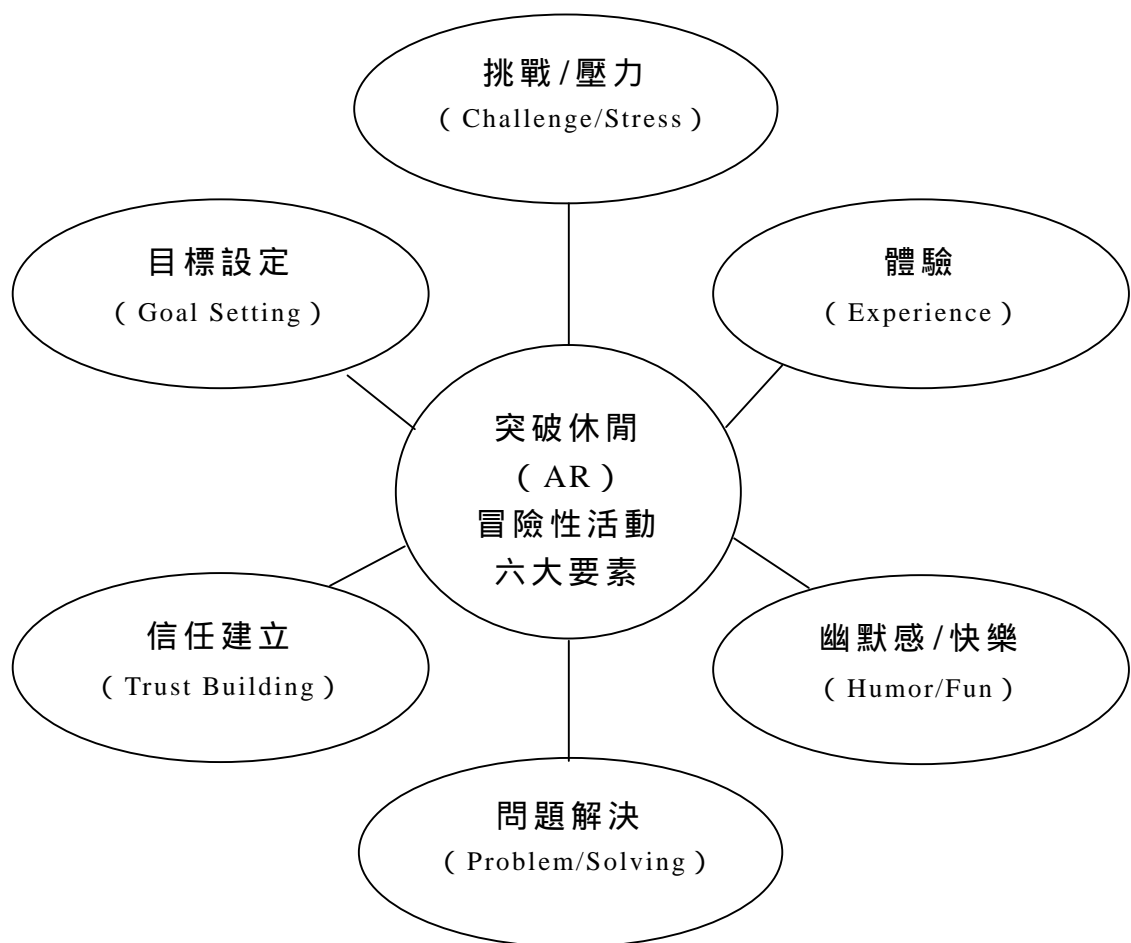 挑戰/壓力
（Challenge/Stress）
目標設定
（Goal Setting）
體驗
（Experience）
突破休閒
（AR）
冒險性活動
六大要素
信任建立
（Trust Building）
幽默感/快樂
（Humor/Fun）
問題解決
（Problem/Solving）